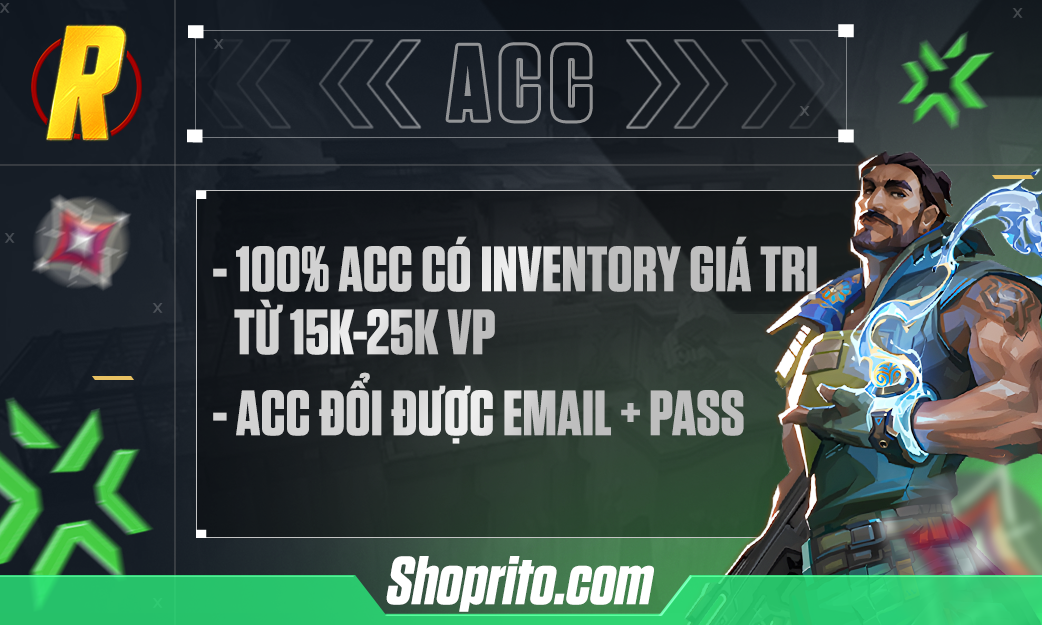 R
ACC
- 100% ACC CÓ INVENTORY GIÁ TRI
TỪ 15K-25K VP
- ACC ĐỔI ĐƯỢC EMAIL + PASS
Shoprito.com